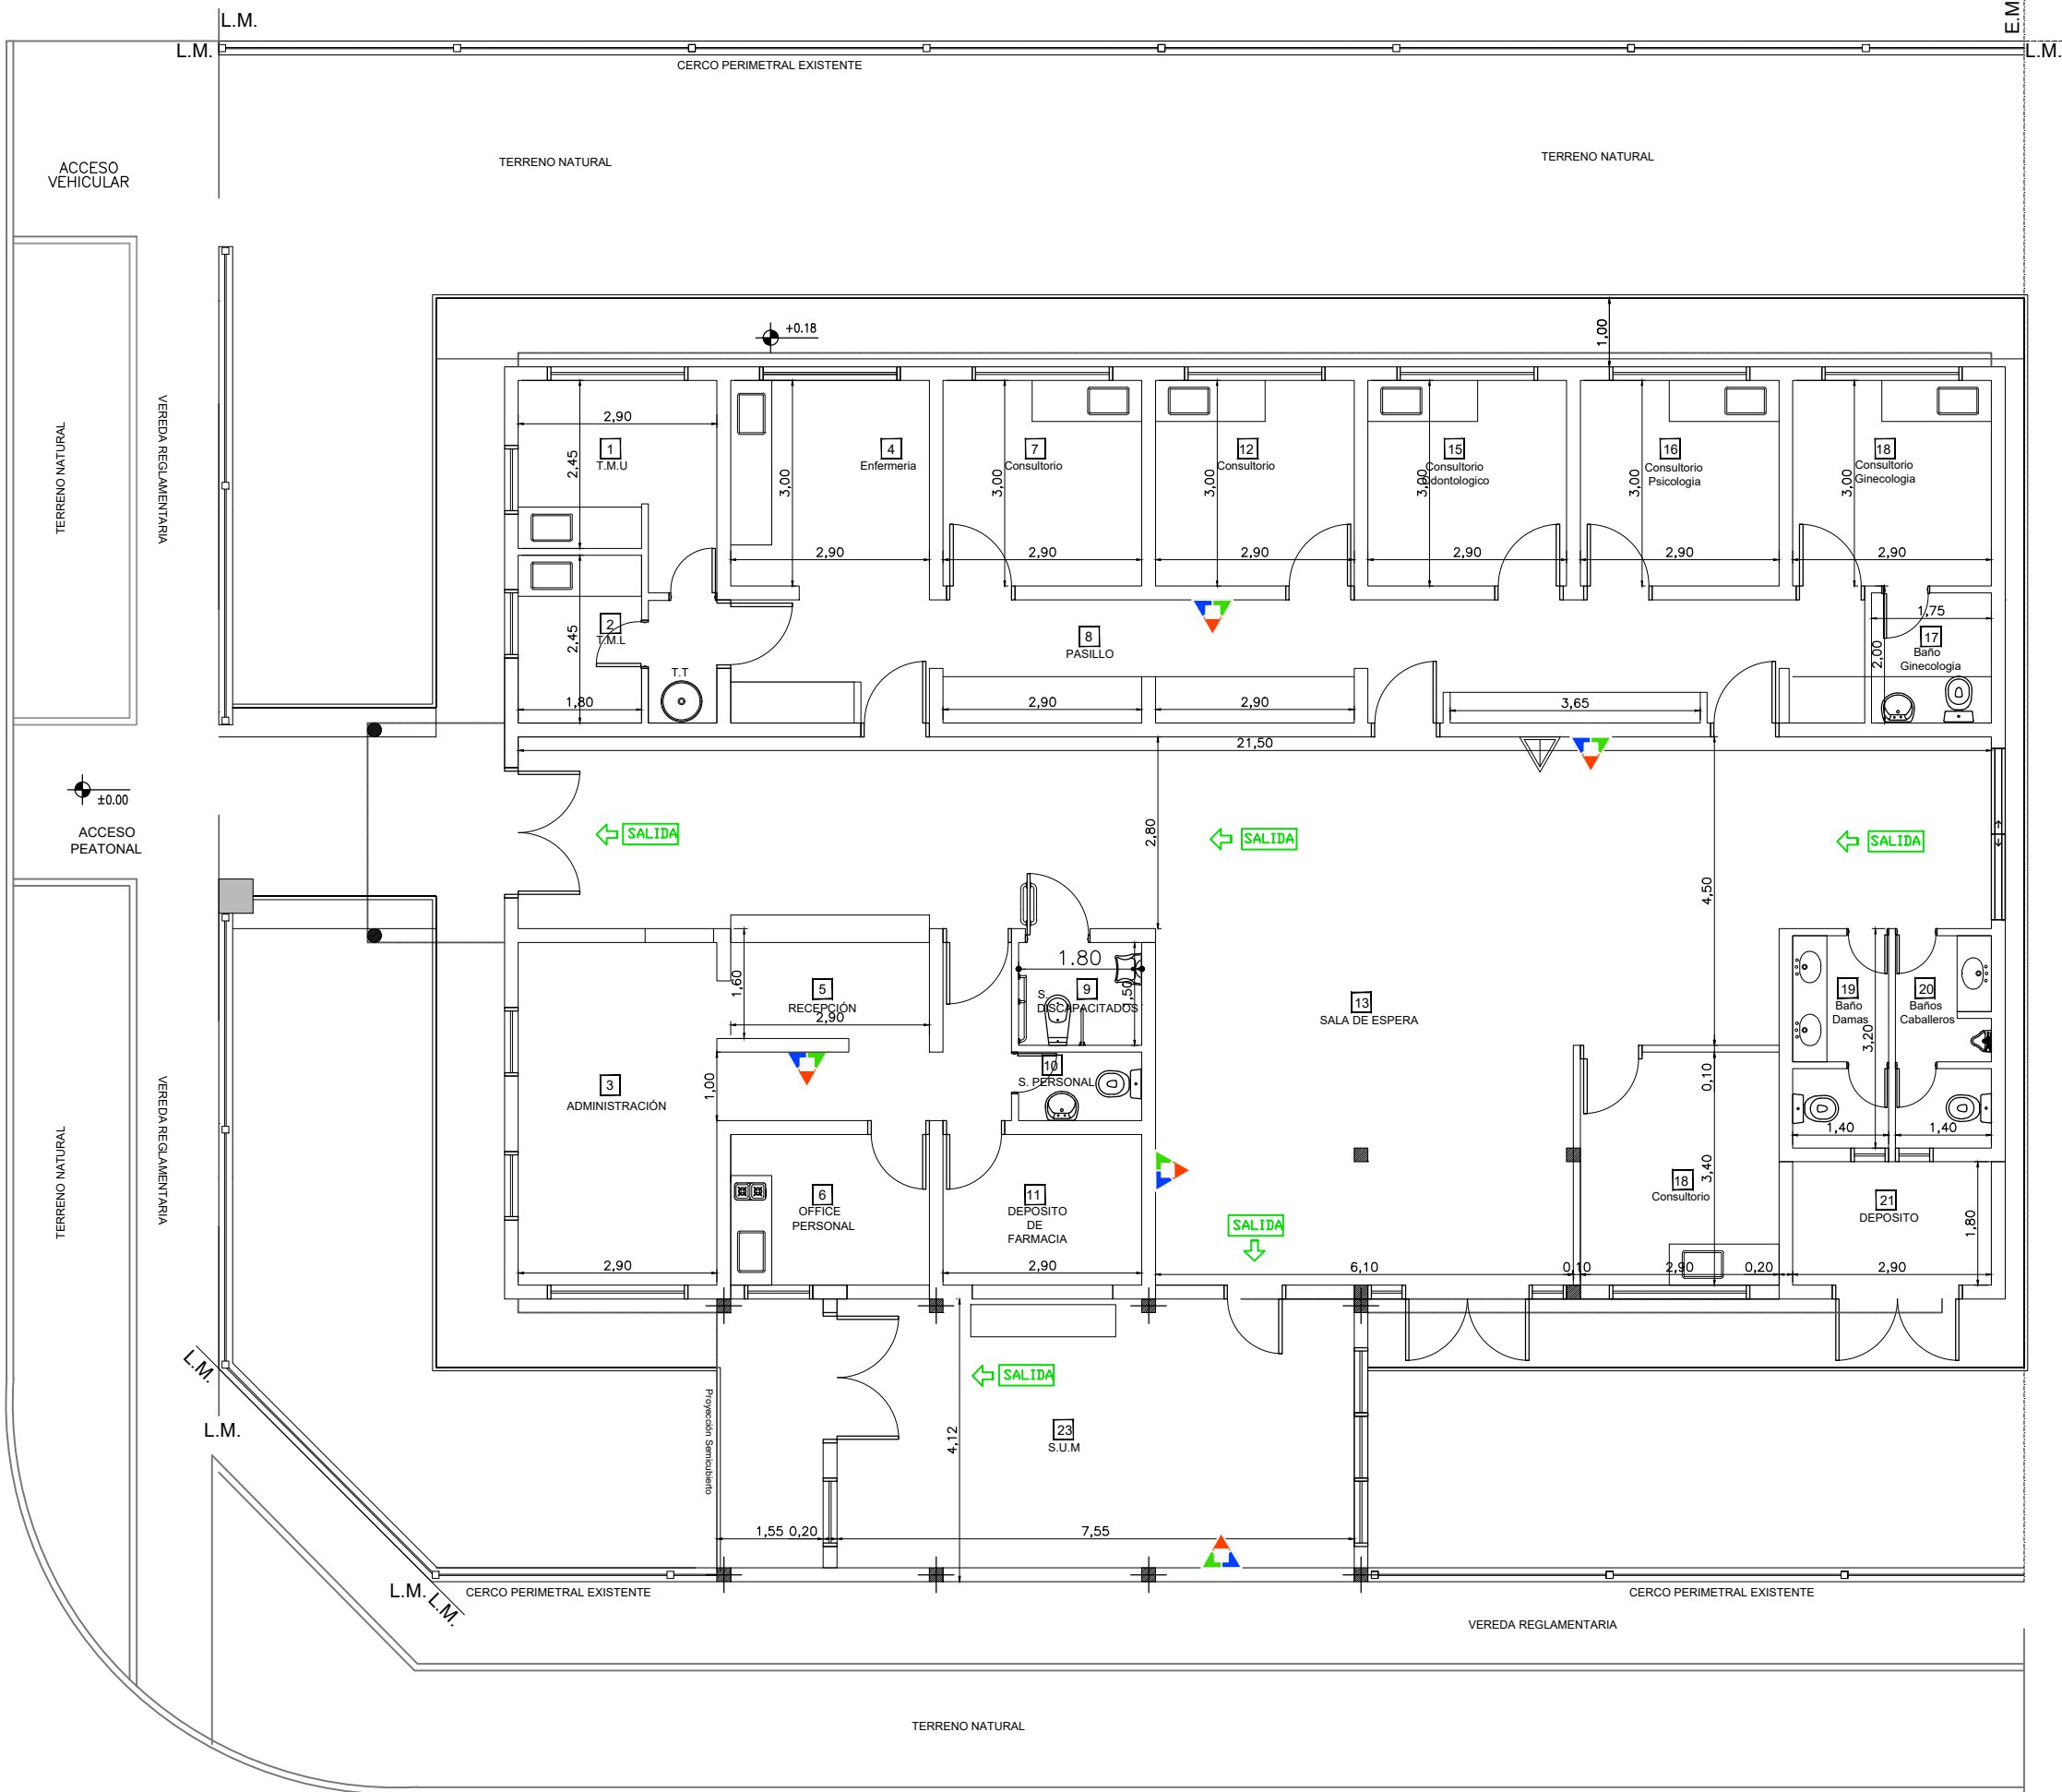 L.M.
E.M
L.M.
L.M.
CERCO PERIMETRAL EXISTENTE
ACCESO
VEHICULAR
TERRENO NATURAL
TERRENO NATURAL
+0.18
1,00
TERRENO NATURAL
VEREDA REGLAMENTARIA
2,90
2,45
1
T.M.U
3,00
4
Enfermeria
2,90
3,00
7
Consultorio
2,90
3,00
12
Consultorio
2,90
3,00
15
Consultorio
Odontologico
2,90
3,00
16
Consultorio
Psicologia
2,90
3,00
18
Consultorio
Ginecologia
2,90
2,45
2
T.M.L
1,80
T.T
8
PASILLO
2,90
2,90
3,65
1,75
2,00
17
Baño
Ginecologia
21,50
±0.00
ACCESO
PEATONAL
SALIDA
2,80
SALIDA
4,50
SALIDA
1,60
5
RECEPCIÓN
2,90
1.80
1,50
9
S.
DISCAPACITADOS
13
SALA DE ESPERA
19
Baño
Damas
3,20
20
Baños
Caballeros
1,40
1,40
3
ADMINISTRACIÓN
1,00
10
S. PERSONAL
0,10
3,40
18
Consultorio
TERRENO NATURAL
VEREDA REGLAMENTARIA
6
OFFICE
PERSONAL
11
DEPOSITO
DE
FARMACIA
SALIDA
21
DEPOSITO
1,80
2,90
2,90
6,10
0,10
2,90
0,20
2,90
L.M.
L.M.
Proyección Semicubierto
SALIDA
4,12
23
S.U.M
1,55
0,20
7,55
L.M.
L.M.
CERCO PERIMETRAL EXISTENTE
CERCO PERIMETRAL EXISTENTE
VEREDA REGLAMENTARIA
TERRENO NATURAL